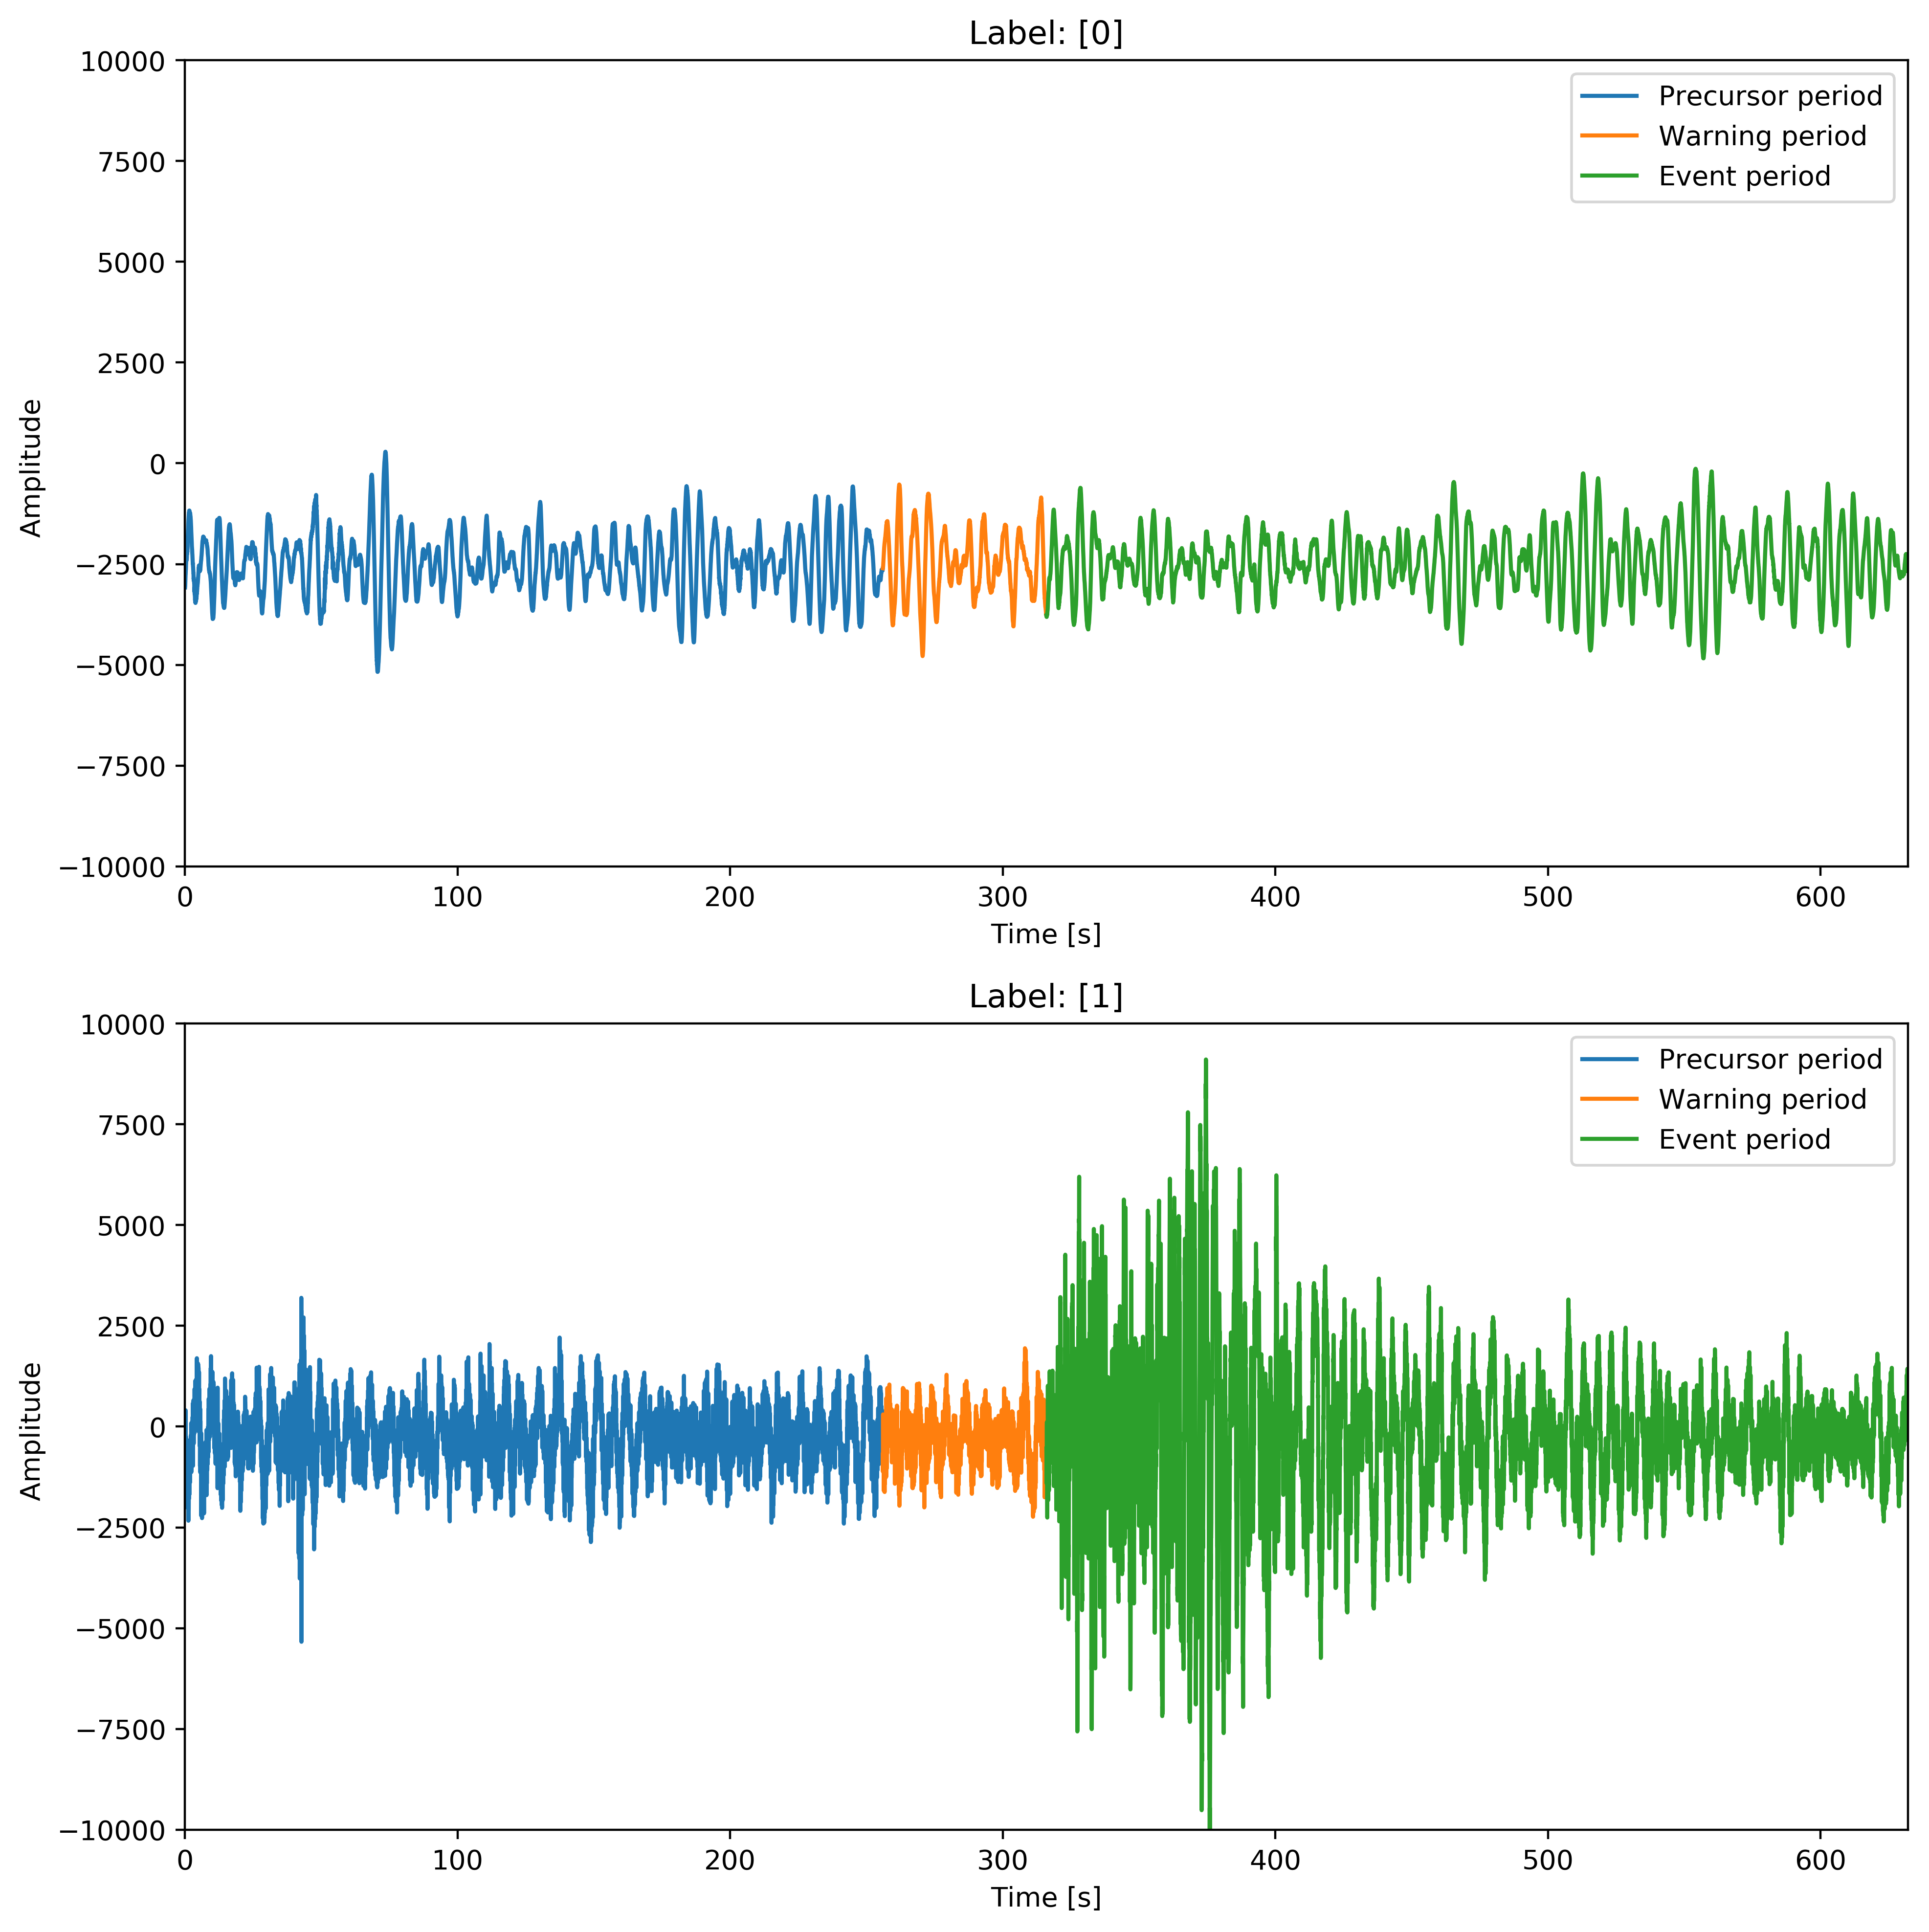 Label: [0]
10000
7500
5000
2500
0
−2500
−5000
−7500
−10000
Amplitude
Precursor period
Warning period
Event period
0 100 200 300 400 500 600
Time [s]
Label: [1]
10000
7500
5000
2500
0
−2500
−5000
−7500
−10000
Amplitude
Precursor period
Warning period
Event period
0 100 200 300 400 500 600
Time [s]